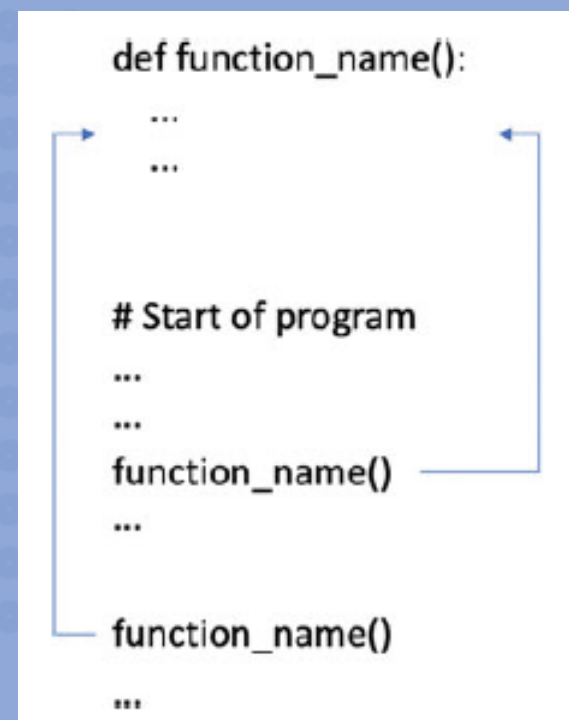 def function_name():
...
...
# Start of program
...
...
function_name()
...
function_name()
...